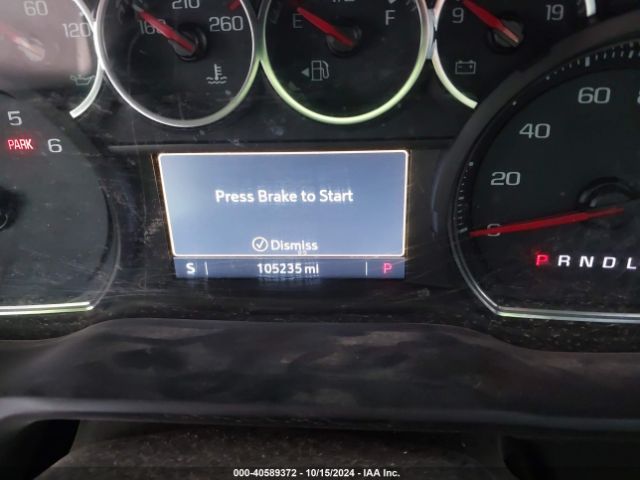 60 120
160 210 260
E F
9 19
5
PARK 6
60
40
20
Press Brake to Start
Dismiss
S 105235 mi P
P R N D L
000-40589372 - 10/15/2024 - IAA Inc.